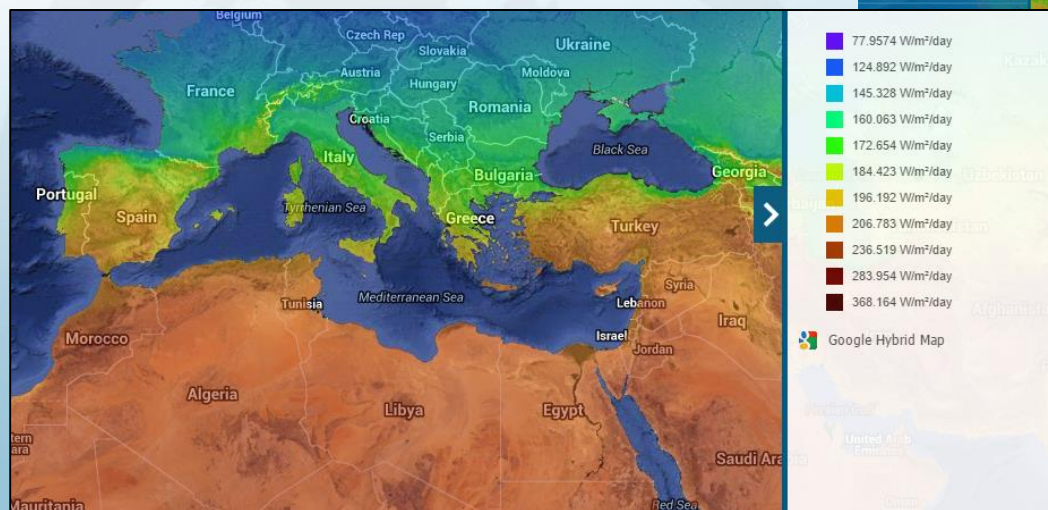 Belgium
Czech Rep
Ukraine
Slovakia
Austria
Hungary
Moldova
France
Romania
Croatia
Serbia
Italy
Black Sea
Bulgaria
Georgia
Portugal
Spain
Tyrrhenian Sea
Greece
Turkey
Syria
Tunisia
Mediterranean Sea
Lebanon
Iraq
Israel
Morocco
Jordan
Algeria
Libya
Egypt
Saudi Arabia
Mauritania
Red Sea
77.9574 W/m²/day
124.892 W/m²/day
145.328 W/m²/day
160.063 W/m²/day
172.654 W/m²/day
184.423 W/m²/day
196.192 W/m²/day
206.783 W/m²/day
236.519 W/m²/day
283.954 W/m²/day
368.164 W/m²/day
Google Hybrid Map
United Arab
Emirates